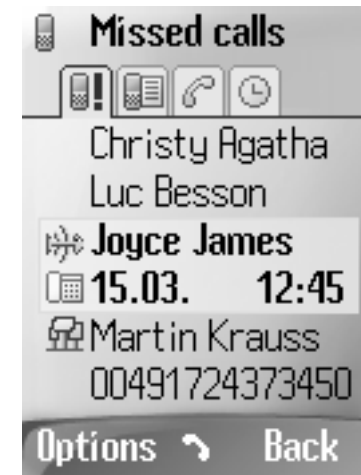 Missed calls
Christy Agatha
Luc Besson
Joyce James
15.03. 12:45
Martin Krauss
00491724373450
Options Back